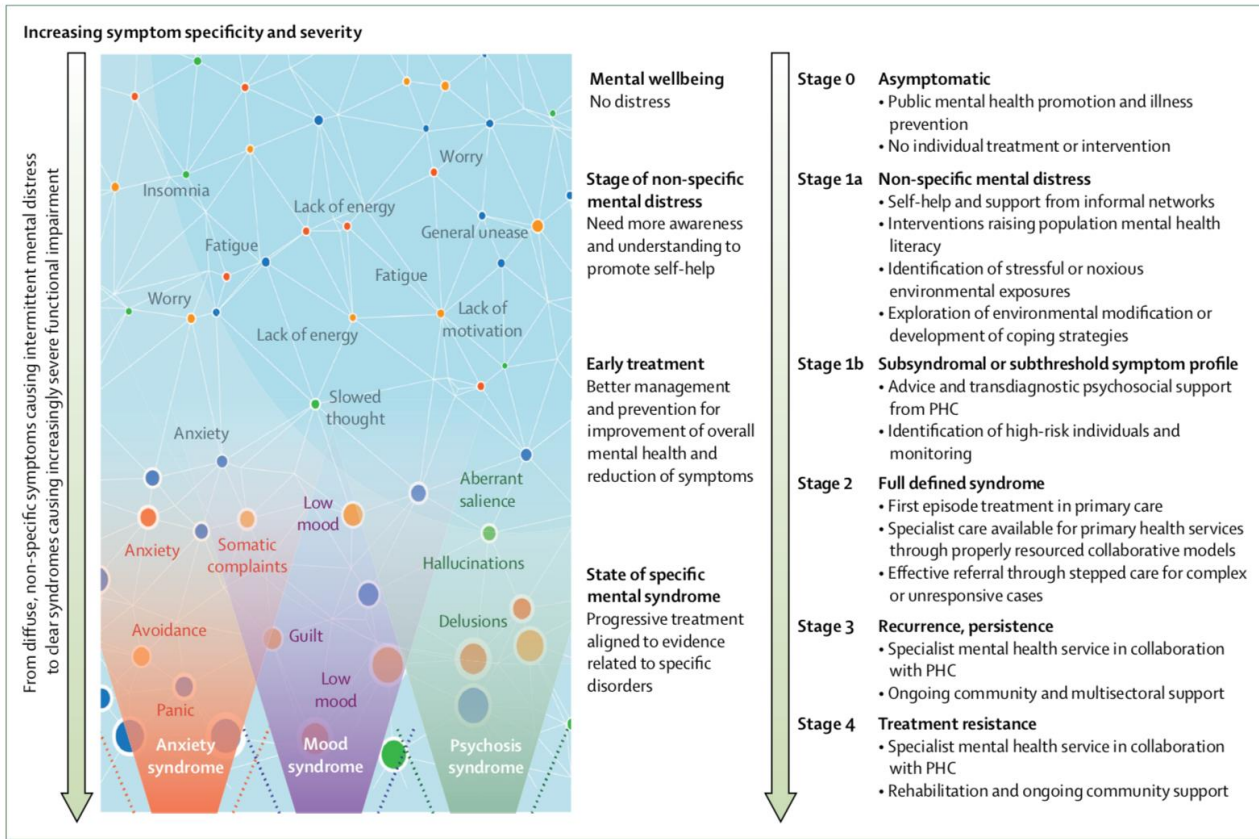 Increasing symptom specificity and severity
From diffuse, non-specific symptoms causing intermittent mental distress
to clear syndromes causing increasingly severe functional impairment
Worry
Insomnia
Lack of energy
General unease
Fatigue
Fatigue
Worry
Lack of energy
Lack of
motivation
Slowed
thought
Anxiety
Aberrant
salience
Low
mood
Anxiety
Somatic
complaints
Hallucinations
Avoidance
Guilt
Delusions
Low
mood
Panic
Anxiety
syndrome
Mood
syndrome
Psychosis
syndrome
Mental wellbeing
No distress
Stage of non-specific
mental distress
Need more awareness
and understanding to
promote self-help
Early treatment
Better management
and prevention for
improvement of overall
mental health and
reduction of symptoms
State of specific
mental syndrome
Progressive treatment
aligned to evidence
related to specific
disorders
Stage 0 Asymptomatic
• Public mental health promotion and illness
prevention
• No individual treatment or intervention
Stage 1a Non-specific mental distress
• Self-help and support from informal networks
• Interventions raising population mental health
literacy
• Identification of stressful or noxious
environmental exposures
• Exploration of environmental modification or
development of coping strategies
Stage 1b Subsyndromal or subthreshold symptom profile
• Advice and transdiagnostic psychosocial support
from PHC
• Identification of high-risk individuals and
monitoring
Stage 2 Full defined syndrome
• First episode treatment in primary care
• Specialist care available for primary health services
through properly resourced collaborative models
• Effective referral through stepped care for complex
or unresponsive cases
Stage 3 Recurrence, persistence
• Specialist mental health service in collaboration
with PHC
• Ongoing community and multisectoral support
Stage 4 Treatment resistance
• Specialist mental health service in collaboration
with PHC
• Rehabilitation and ongoing community support